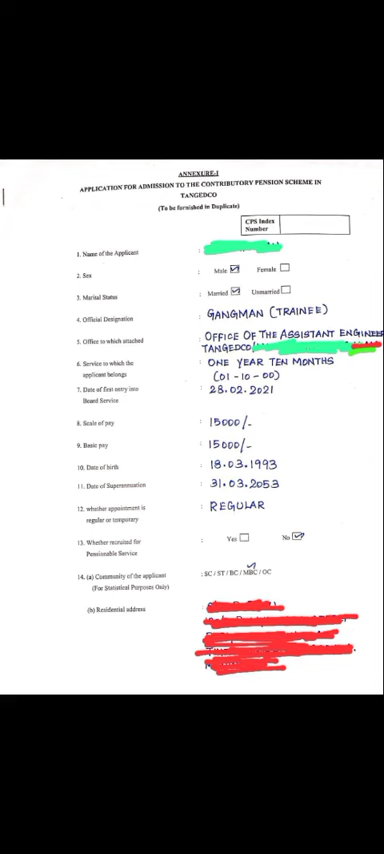 ANNEXURE-I
APPLICATION FOR ADMISSION TO THE CONTRIBUTORY PENSION SCHEME IN
TANGEDCO
(To be furnished in Duplicate)
CPS Index
Number
1. Name of the Applicant :
2. Sex : Male ☑ Female ☐
3. Marital Status : Married ☑ Unmarried ☐
4. Official Designation : GANGMAN (TRAINEE)
5. Office to which attached : OFFICE OF THE ASSISTANT ENGINEER
TANGEDCO/
6. Service to which the : ONE YEAR TEN MONTHS
applicant belongs (01-10-00)
7. Date of first entry into : 28.02.2021
Board Service
8. Scale of pay : 15000/-
9. Basic pay : 15000/-
10. Date of birth : 18.03.1993
11. Date of Superannuation : 31.03.2053
12. whether appointment is : REGULAR
regular or temporary
13. Whether recruited for : Yes ☐ No ☑
Pensionable Service
14. (a) Community of the applicant : SC / ST / BC / MBC / OC
(For Statistical Purposes Only)
(b) Residential address :